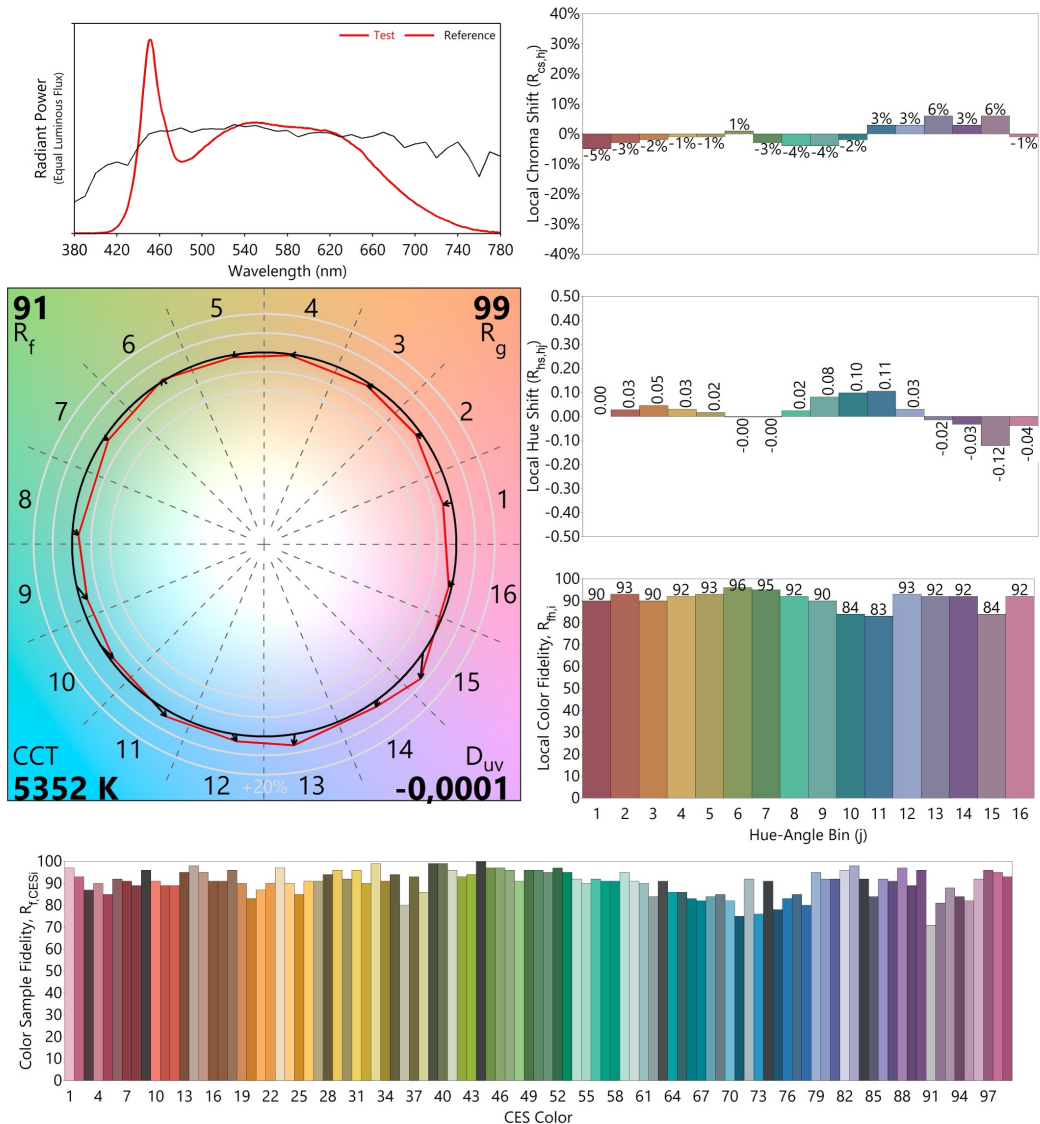 Radiant Power
(Equal Luminous Flux)
Test
Reference
380 420 460 500 540 580 620 660 700 740 780
Wavelength (nm)
Local Chroma Shift (Rcs,hj)
40%
30%
20%
10%
0%
-10%
-20%
-30%
-40%
-5% -3% -2% -1% -1% 1% -3% -4% -4% -2% 3% 3% 6% 3% 6% -1%
91
Rf
99
Rg
5 4
6 3
7 2
8 1
9 16
10 15
11 14
12 13
+20%
CCT
5352 K
Duv
-0,0001
Local Hue Shift (Rhs,hj)
0.50
0.40
0.30
0.20
0.10
0.00
-0.10
-0.20
-0.30
-0.40
-0.50
0.00 0.03 0.05 0.03 0.02 -0.00 -0.00 0.02 0.08 0.10 0.11 0.03 -0.02 -0.03 -0.12 -0.04
Local Color Fidelity, Rfh,i
100
90
80
70
60
50
40
30
20
10
0
90 93 90 92 93 96 95 92 90 84 83 93 92 92 84 92
1 2 3 4 5 6 7 8 9 10 11 12 13 14 15 16
Hue-Angle Bin (j)
Color Sample Fidelity, Rf,CESi
100
90
80
70
60
50
40
30
20
10
0
1 4 7 10 13 16 19 22 25 28 31 34 37 40 43 46 49 52 55 58 61 64 67 70 73 76 79 82 85 88 91 94 97
CES Color